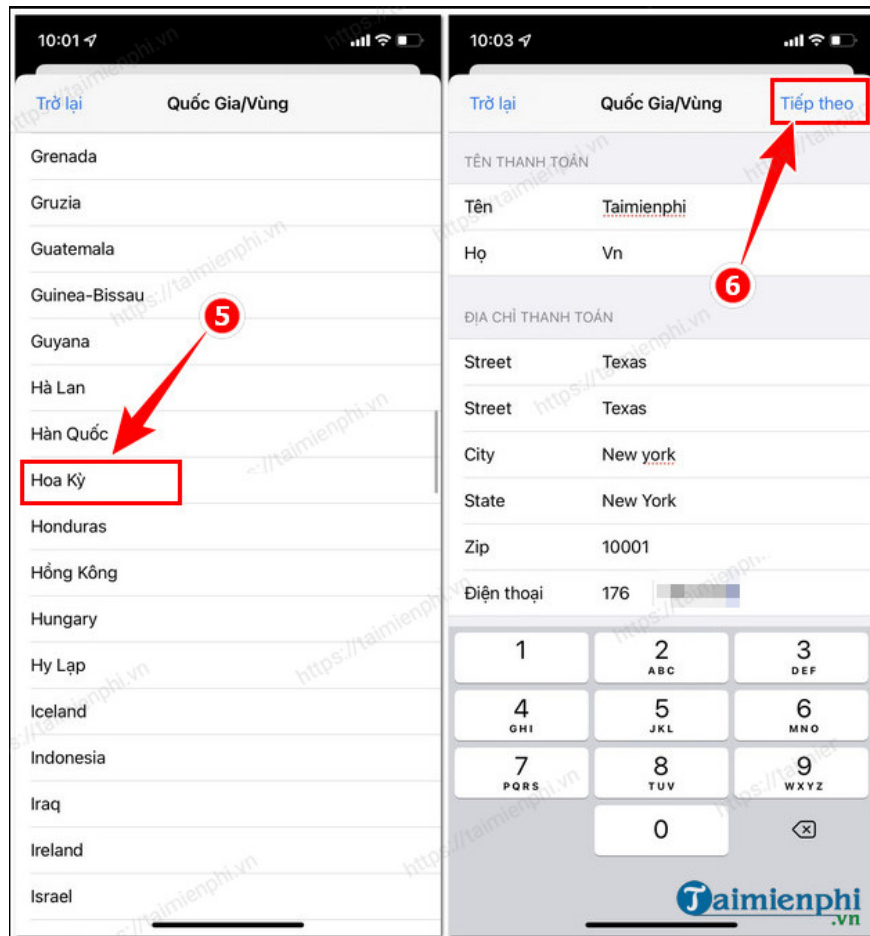 10:01
Trở lại
Quốc Gia/Vùng
Grenada
Gruzia
Guatemala
Guinea-Bissau
5
Guyana
Hà Lan
Hàn Quốc
Hoa Kỳ
Honduras
Hồng Kông
Hungary
Hy Lạp
Iceland
Indonesia
Iraq
Ireland
Israel
10:03
Trở lại
Quốc Gia/Vùng
Tiếp theo
TÊN THANH TOÁN
Tên Taimienphi
Họ Vn
6
ĐỊA CHỈ THANH TOÁN
Street Texas
Street Texas
City New york
State New York
Zip 10001
Điện thoại 176
1 2 3
ABC DEF
4 5 6
GHI JKL MNO
7 8 9
PQRS TUV WXYZ
0
Taimienphi
.vn
https://taimienphi.vn